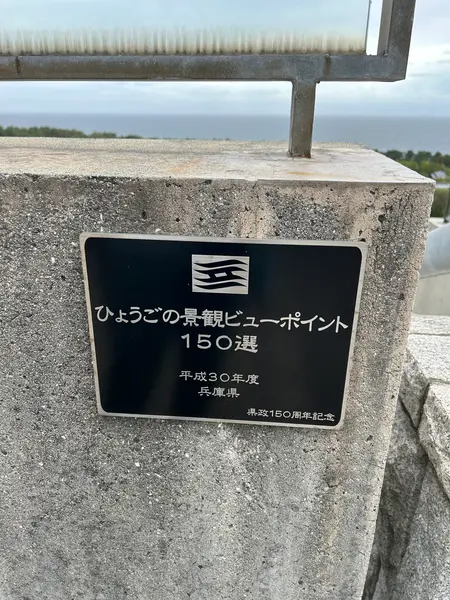 ひょうごの景観ビューポイント
150選
平成30年度
兵庫県
県政150周年記念